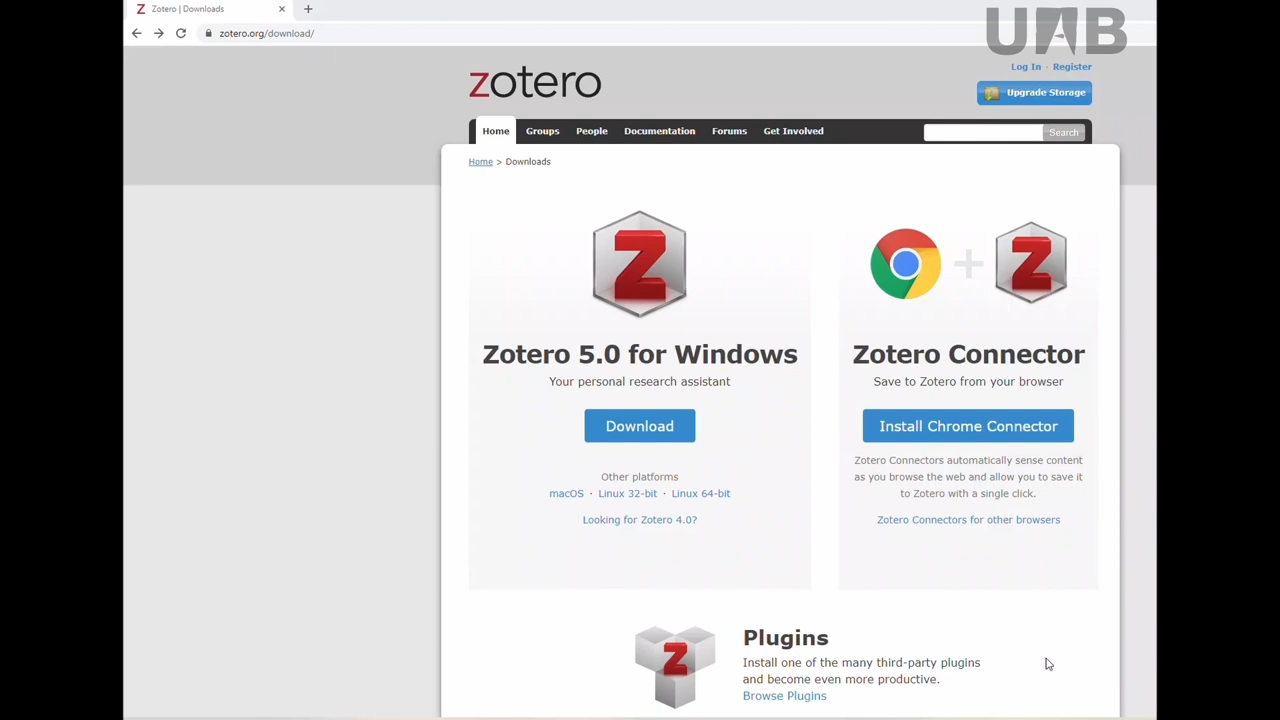 Zotero | Downloads
zotero.org/download/
UAB
Log In · Register
Upgrade Storage
zotero
Home Groups People Documentation Forums Get Involved
Search
Home > Downloads
Z
Z
Zotero 5.0 for Windows
Your personal research assistant
Download
Other platforms
macOS · Linux 32-bit · Linux 64-bit
Looking for Zotero 4.0?
Zotero Connector
Save to Zotero from your browser
Install Chrome Connector
Zotero Connectors automatically sense content
as you browse the web and allow you to save it
to Zotero with a single click.
Zotero Connectors for other browsers
Z
Plugins
Install one of the many third-party plugins
and become even more productive.
Browse Plugins